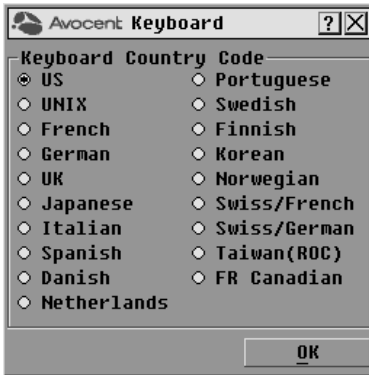 Avocent Keyboard ? X
Keyboard Country Code
US
UNIX
French
German
UK
Japanese
Italian
Spanish
Danish
Netherlands
Portuguese
Swedish
Finnish
Korean
Norwegian
Swiss/French
Swiss/German
Taiwan(ROC)
FR Canadian
OK